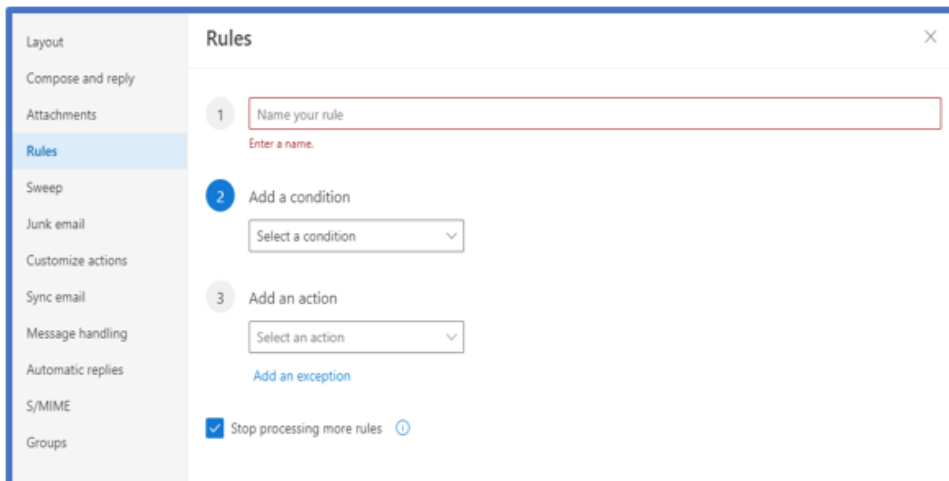 Layout
Compose and reply
Attachments
Rules
Sweep
Junk email
Customize actions
Sync email
Message handling
Automatic replies
S/MIME
Groups
Rules
1
Name your rule
Enter a name.
2 Add a condition
Select a condition
3 Add an action
Select an action
Add an exception
Stop processing more rules